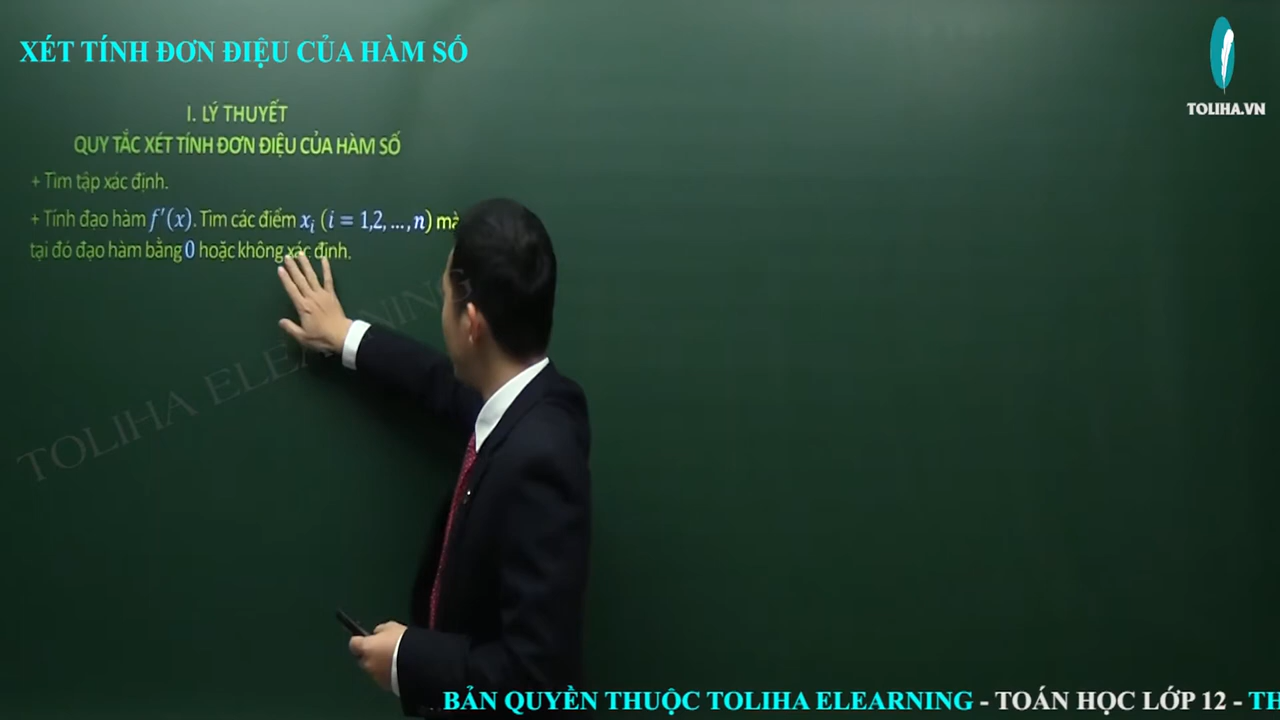 XÉT TÍNH ĐƠN ĐIỆU CỦA HÀM SỐ
TOLIHA.VN
I. LÝ THUYẾT
QUY TẮC XÉT TÍNH ĐƠN ĐIỆU CỦA HÀM SỐ
+ Tìm tập xác định.
+ Tính đạo hàm f'(x). Tìm các điểm xᵢ (i = 1,2, ..., n) mà
tại đó đạo hàm bằng 0 hoặc không xác định.
TOLIHA ELEARNING
BẢN QUYỀN THUỘC TOLIHA ELEARNING - TOÁN HỌC LỚP 12 - TH